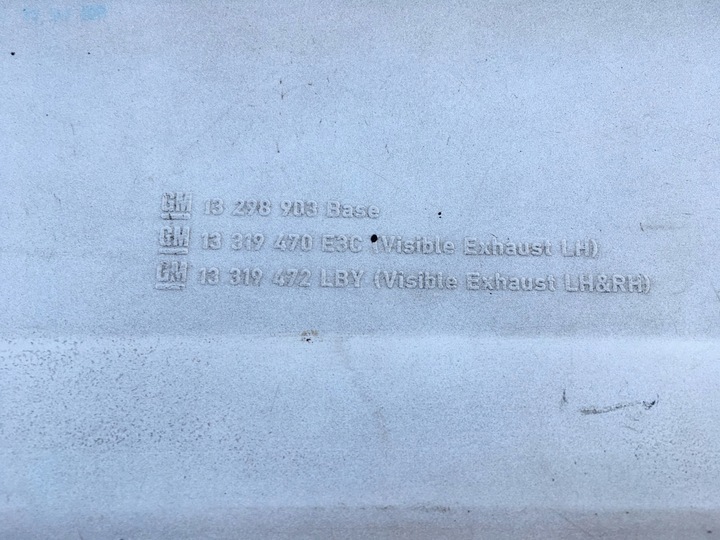 GM 13 298 903 Base
GM 13 319 470 E3C (Visible Exhaust LH)
GM 13 319 472 LBY (Visible Exhaust LH&RH)